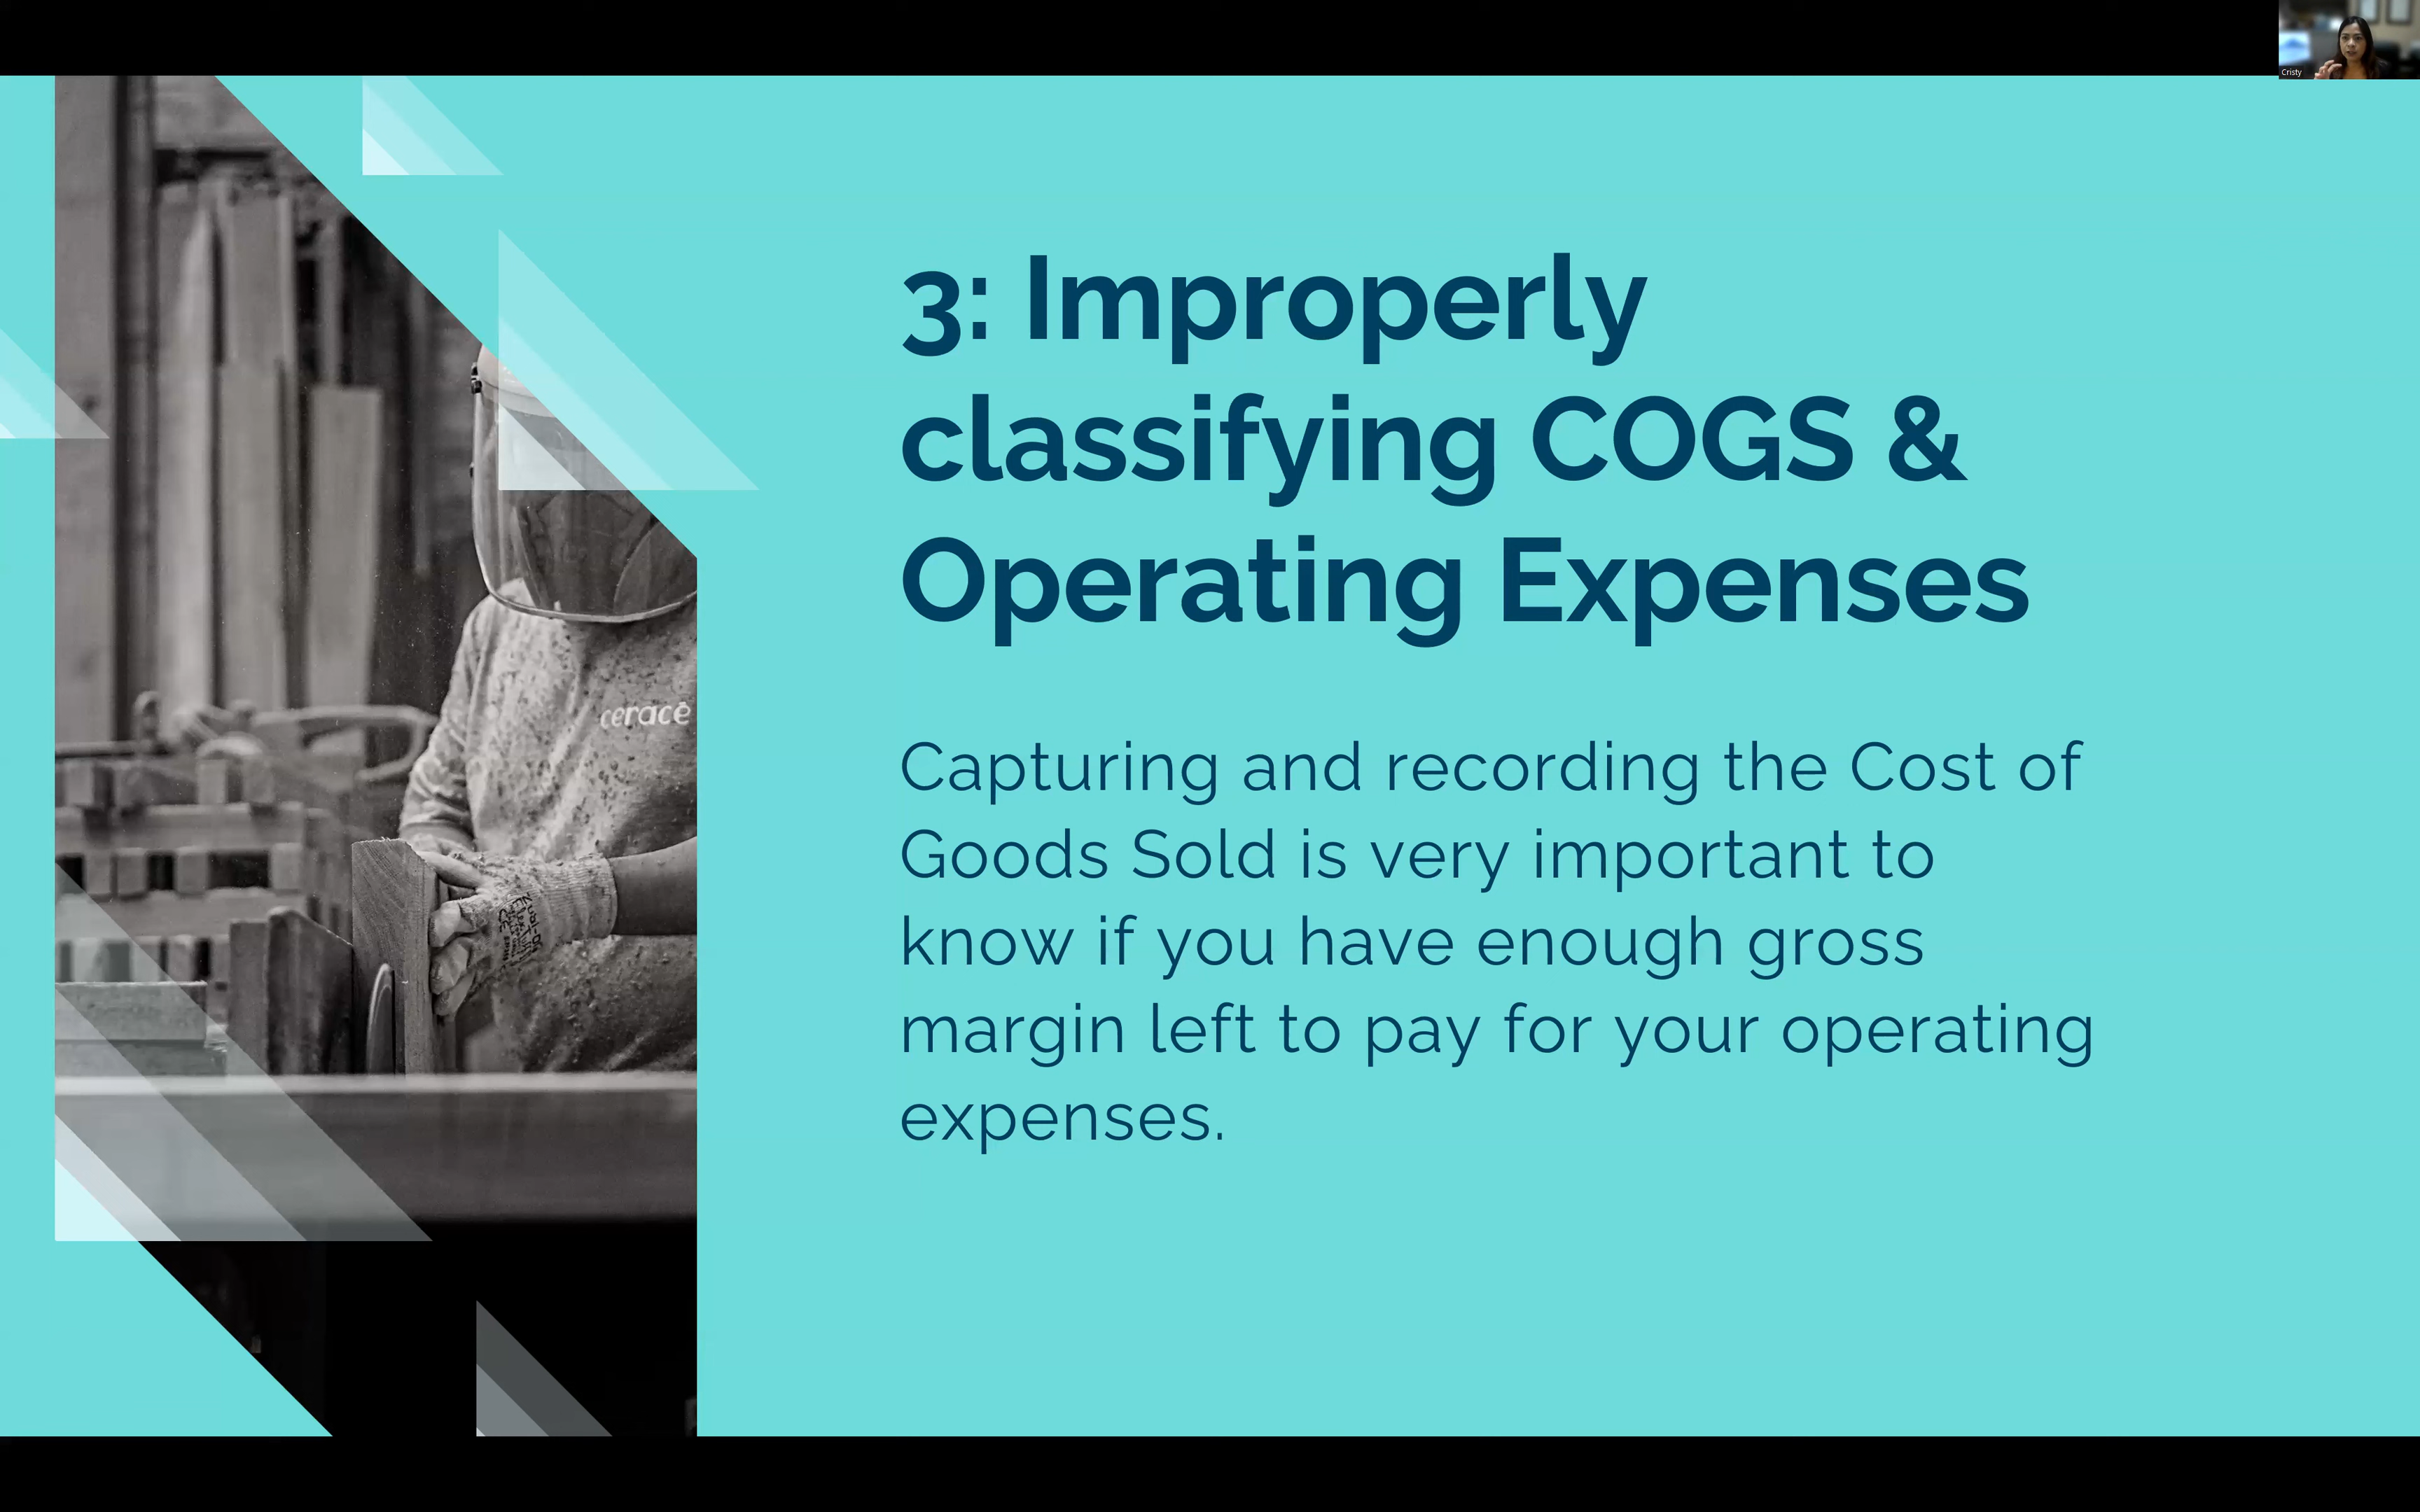 Cristy
3: Improperly
classifying COGS &
Operating Expenses
Capturing and recording the Cost of
Goods Sold is very important to
know if you have enough gross
margin left to pay for your operating
expenses.
cerace